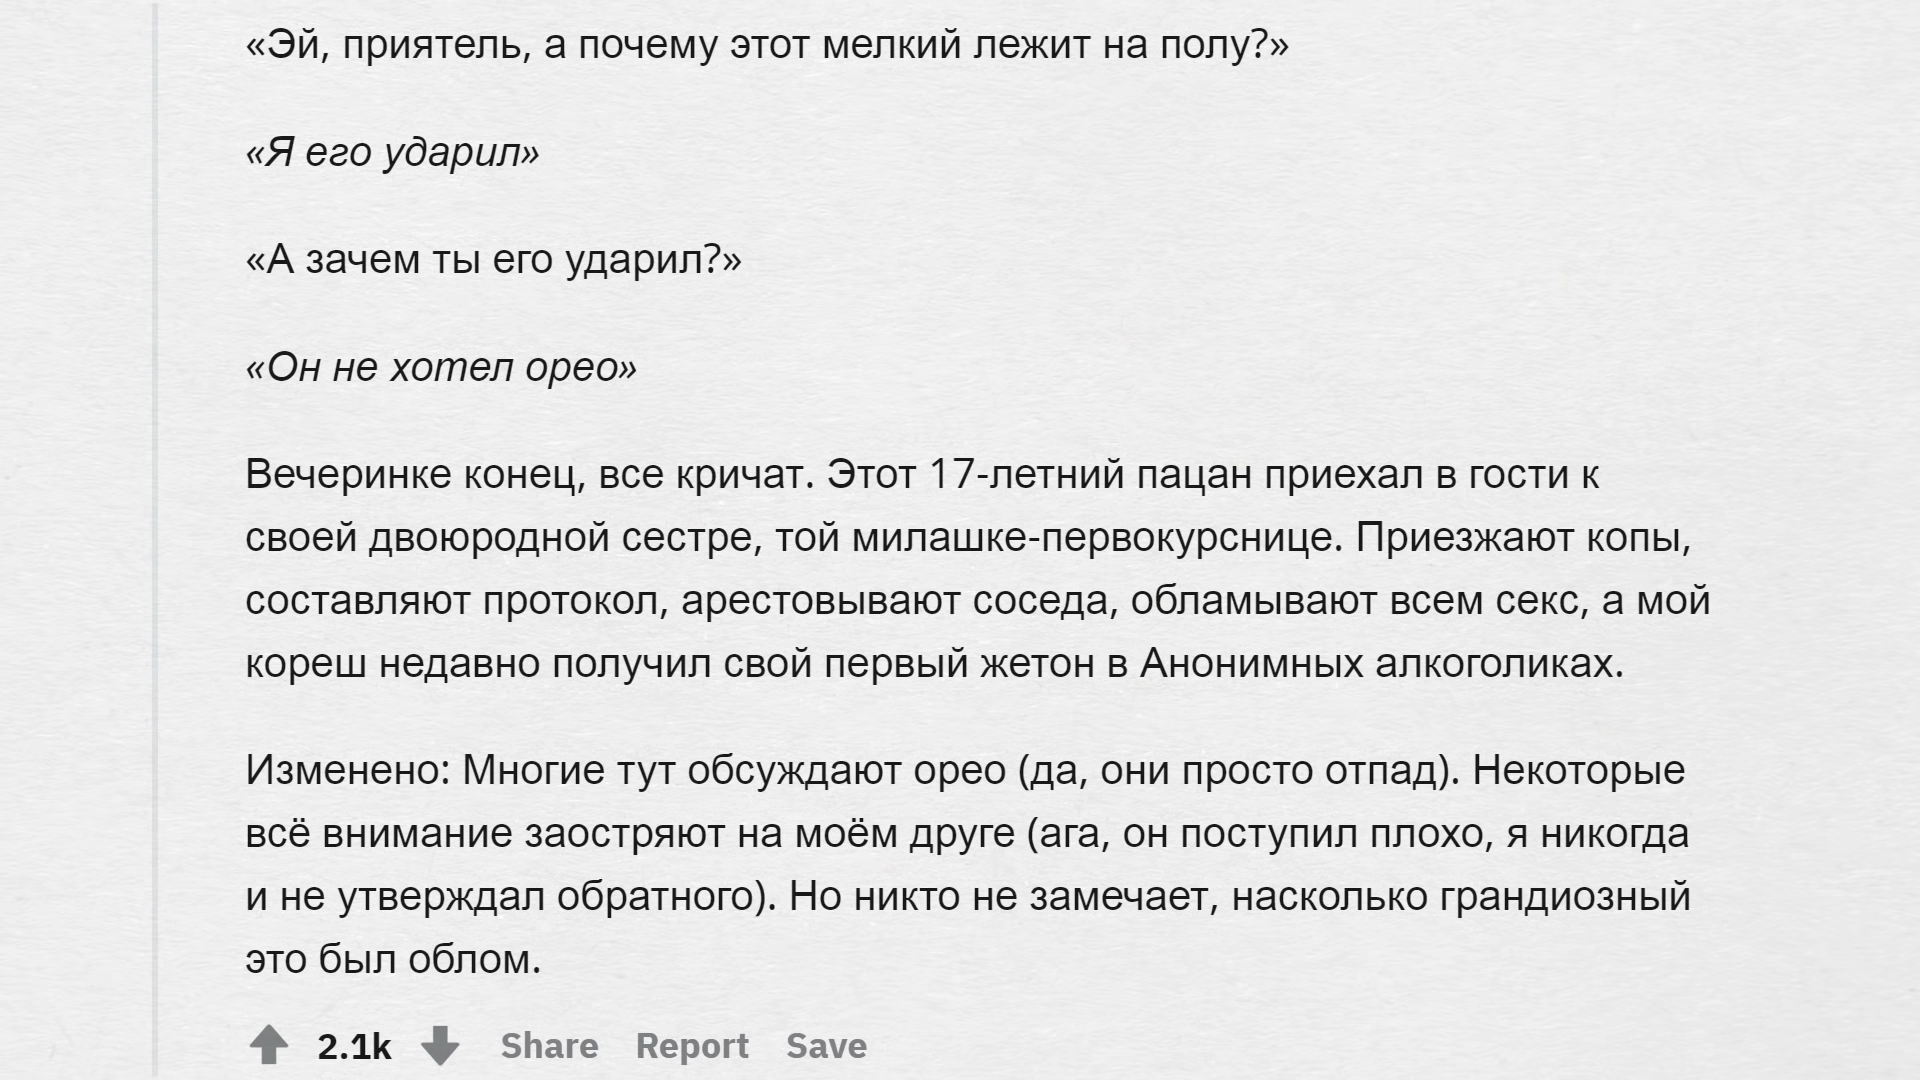 «Эй, приятель, а почему этот мелкий лежит на полу?»
«Я его ударил»
«А зачем ты его ударил?»
«Он не хотел орео»
Вечеринке конец, все кричат. Этот 17-летний пацан приехал в гости к
своей двоюродной сестре, той милашке-первокурснице. Приезжают копы,
составляют протокол, арестовывают соседа, обламывают всем секс, а мой
кореш недавно получил свой первый жетон в Анонимных алкоголиках.
Изменено: Многие тут обсуждают орео (да, они просто отпад). Некоторые
всё внимание заостряют на моём друге (ага, он поступил плохо, я никогда
и не утверждал обратного). Но никто не замечает, насколько грандиозный
это был облом.
2.1k Share Report Save